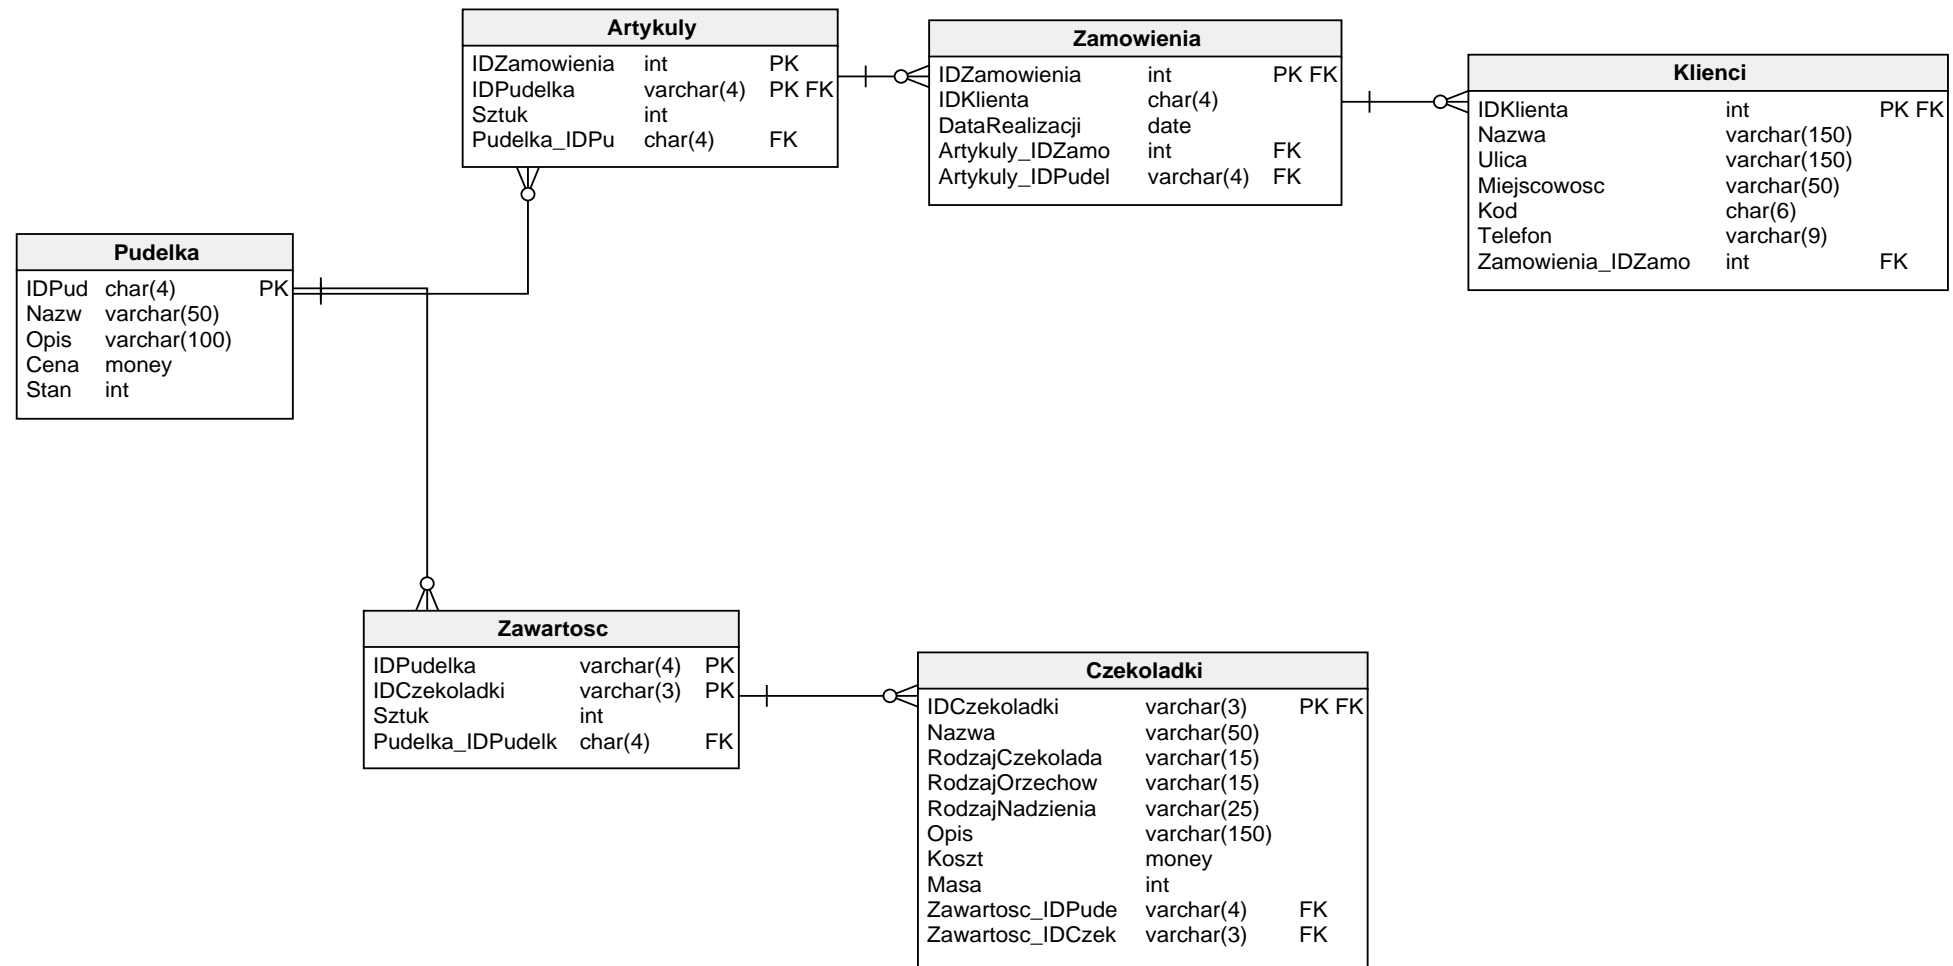 Artykuly
IDZamowienia int PK
IDPudelka varchar(4) PK FK
Sztuk int
Pudelka_IDPu char(4) FK
Zamowienia
IDZamowienia int PK FK
IDKlienta char(4)
DataRealizacji date
Artykuly_IDZamo int FK
Artykuly_IDPudel varchar(4) FK
Klienci
IDKlienta int PK FK
Nazwa varchar(150)
Ulica varchar(150)
Miejscowosc varchar(50)
Kod char(6)
Telefon varchar(9)
Zamowienia_IDZamo int FK
Pudelka
IDPud char(4) PK
Nazw varchar(50)
Opis varchar(100)
Cena money
Stan int
Zawartosc
IDPudelka varchar(4) PK
IDCzekoladki varchar(3) PK
Sztuk int
Pudelka_IDPudelk char(4) FK
Czekoladki
IDCzekoladki varchar(3) PK FK
Nazwa varchar(50)
RodzajCzekolada varchar(15)
RodzajOrzechow varchar(15)
RodzajNadzienia varchar(25)
Opis varchar(150)
Koszt money
Masa int
Zawartosc_IDPude varchar(4) FK
Zawartosc_IDCzek varchar(3) FK